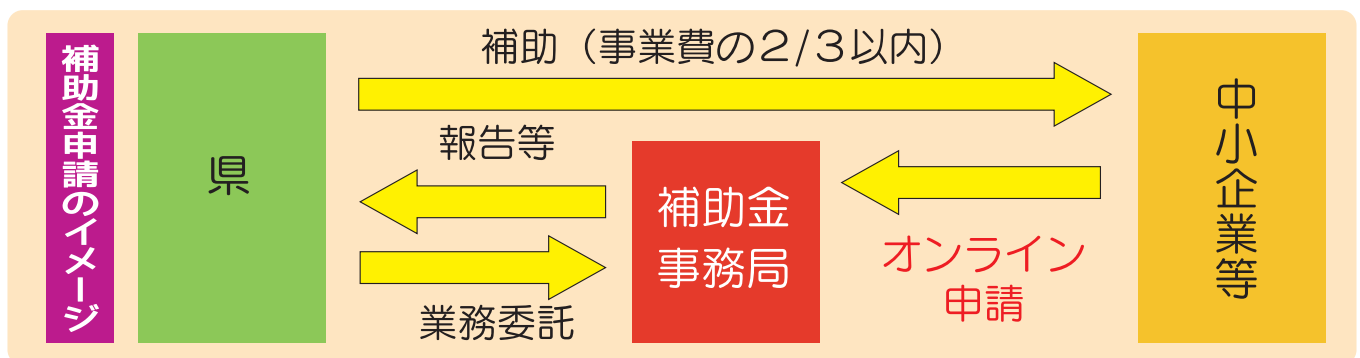 補助金申請のイメージ
県
補助（事業費の２/３以内）
報告等
業務委託
補助金
事務局
オンライン
申請
中小企業等